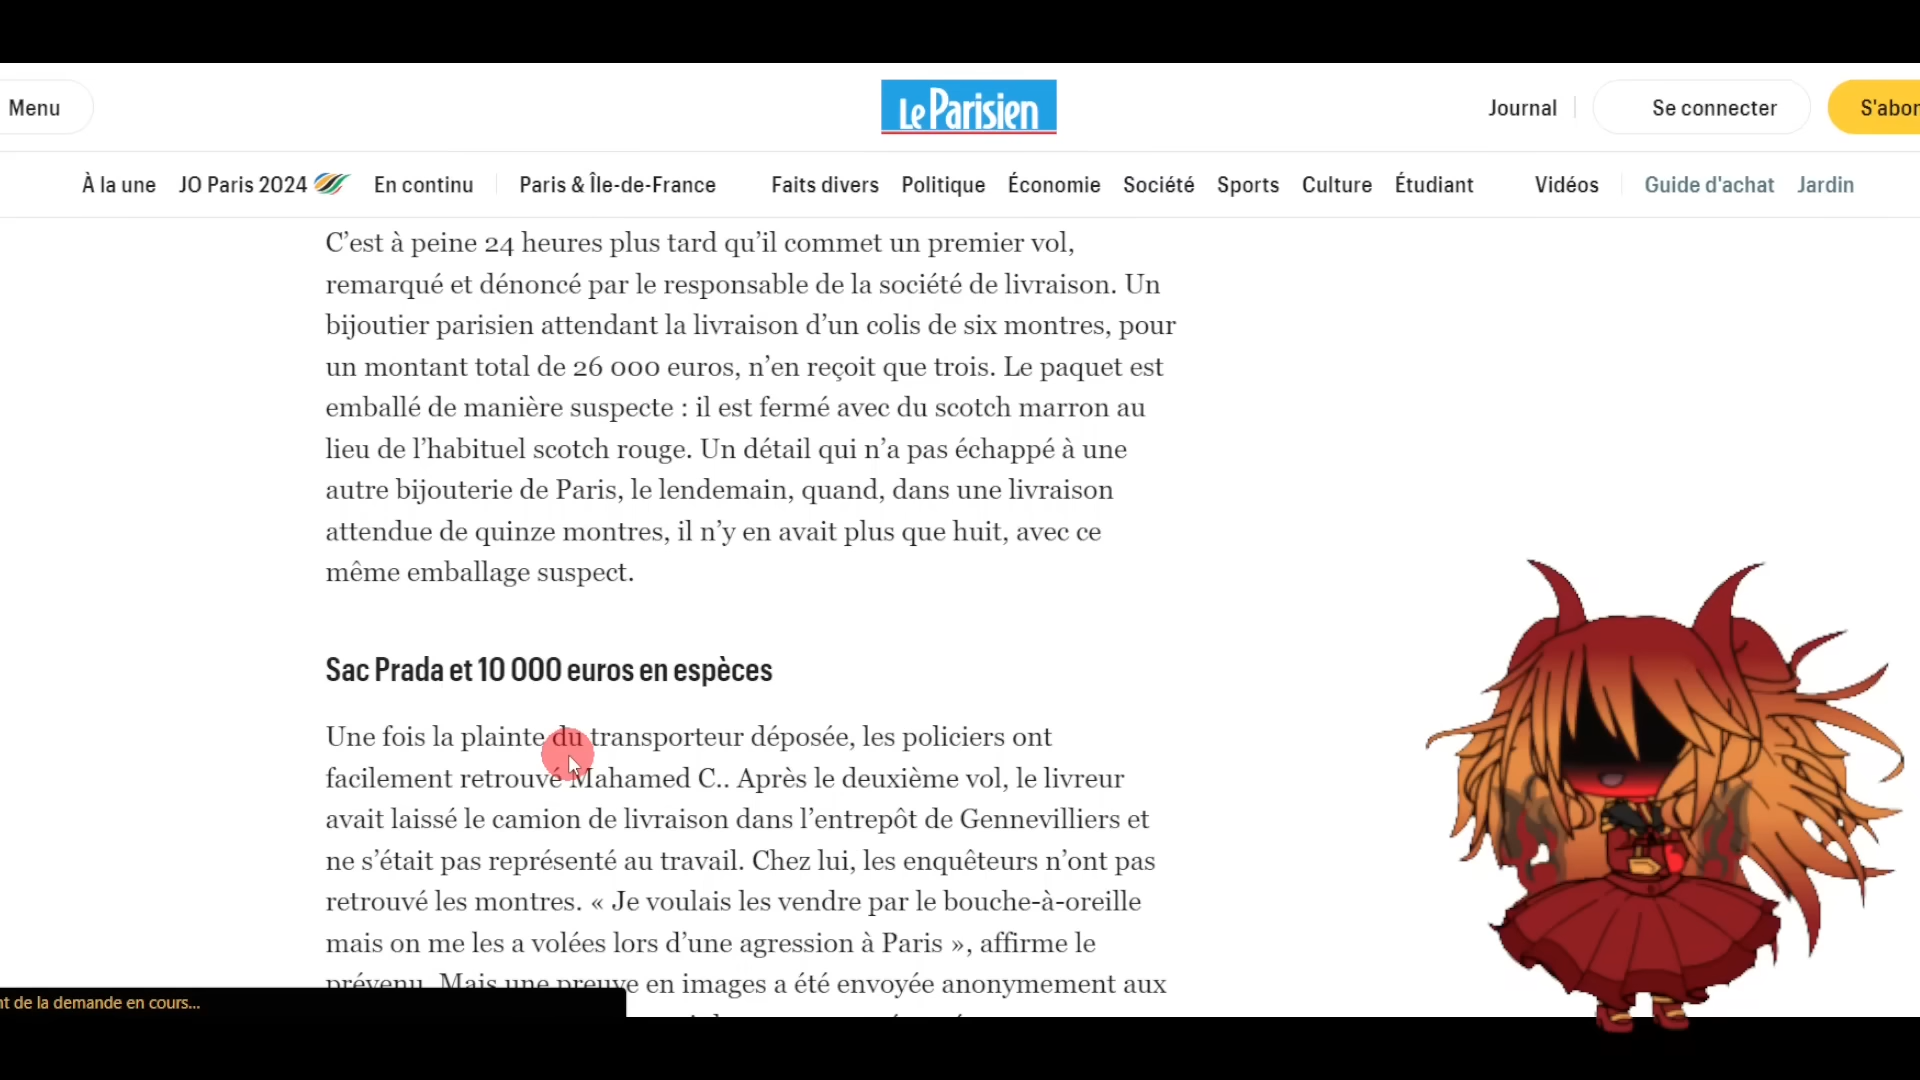 Menu
Le Parisien
Journal
Se connecter
S'abor
À la une
JO Paris 2024
En continu
Paris & Île-de-France
Faits divers
Politique
Économie
Société
Sports
Culture
Étudiant
Vidéos
Guide d'achat
Jardin
C’est à peine 24 heures plus tard qu’il commet un premier vol,
remarqué et dénoncé par le responsable de la société de livraison. Un
bijoutier parisien attendant la livraison d’un colis de six montres, pour
un montant total de 26 000 euros, n’en reçoit que trois. Le paquet est
emballé de manière suspecte : il est fermé avec du scotch marron au
lieu de l’habituel scotch rouge. Un détail qui n’a pas échappé à une
autre bijouterie de Paris, le lendemain, quand, dans une livraison
attendue de quinze montres, il n’y en avait plus que huit, avec ce
même emballage suspect.
Sac Prada et 10 000 euros en espèces
Une fois la plainte du transporteur déposée, les policiers ont
facilement retrouvé Mahamed C.. Après le deuxième vol, le livreur
avait laissé le camion de livraison dans l’entrepôt de Gennevilliers et
ne s’était pas représenté au travail. Chez lui, les enquêteurs n’ont pas
retrouvé les montres. « Je voulais les vendre par le bouche-à-oreille
mais on me les a volées lors d’une agression à Paris », affirme le
prévenu. Mais une preuve en images a été envoyée anonymement aux
nt de la demande en cours...